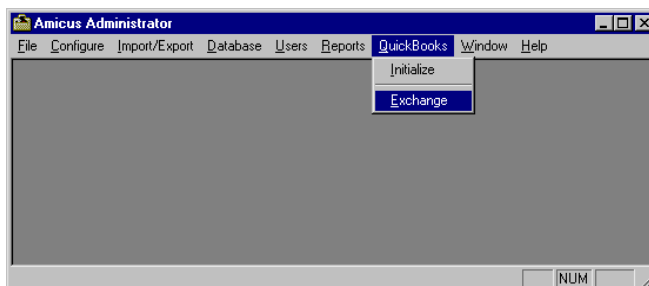 Amicus Administrator
File Configure Import/Export Database Users Reports QuickBooks Window Help
Initialize
Exchange
NUM